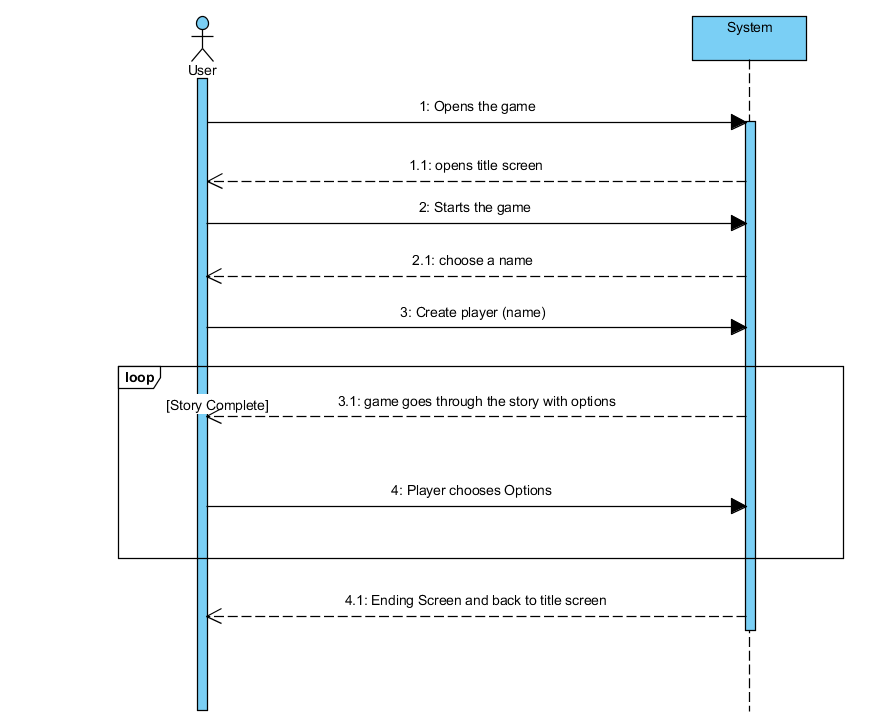 System
User
1: Opens the game
1.1: opens title screen
2: Starts the game
2.1: choose a name
3: Create player (name)
loop
[Story Complete]
3.1: game goes through the story with options
4: Player chooses Options
4.1: Ending Screen and back to title screen